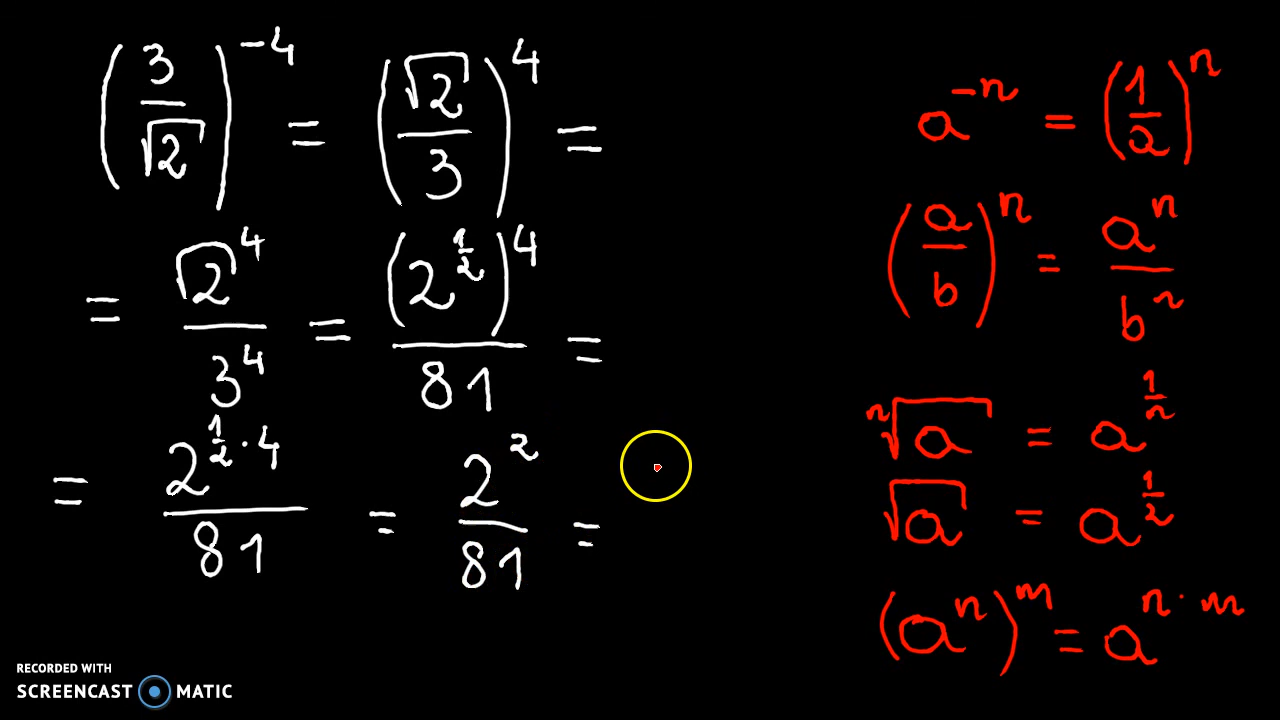 (3/√2)^-4 = (√2/3)^4 =
= √2^4/3^4 = (2^1/2)^4/81 =
= 2^1/2·4/81 = 2^2/81 =
a^-n = (1/a)^n
(a/b)^n = a^n/b^n
ⁿ√a = a^1/n
√a = a^1/2
(a^n)^m = a^n·m
RECORDED WITH
SCREENCAST MATIC